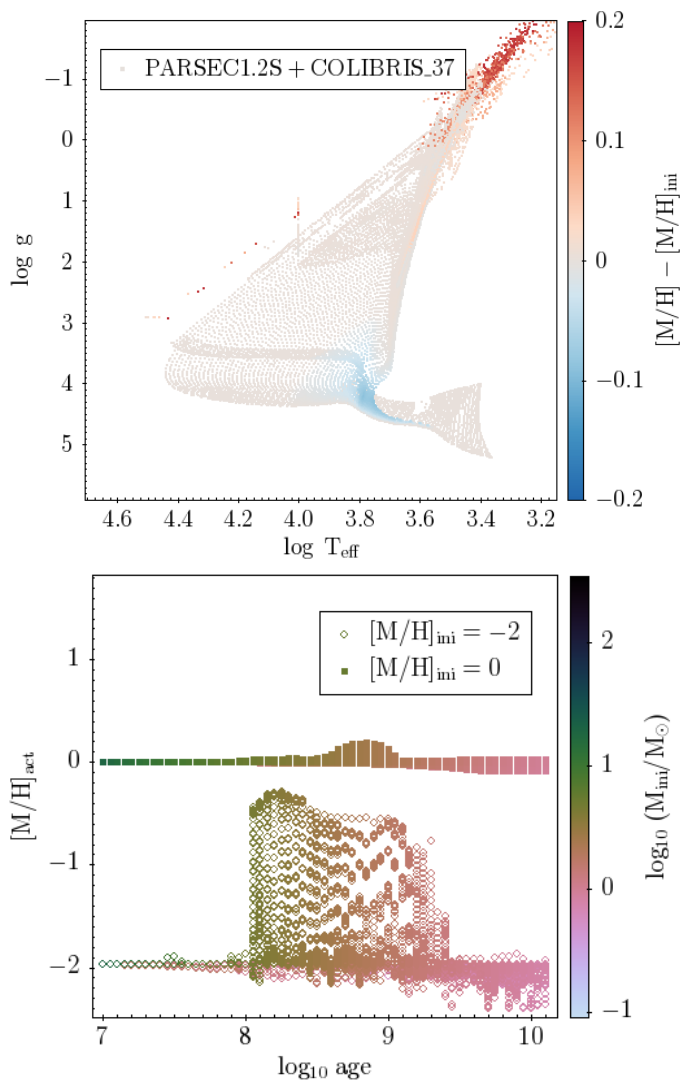 PARSEC1.2S + COLIBRIS_37
−1
0
1
2
3
4
5
log g
4.6 4.4 4.2 4.0 3.8 3.6 3.4 3.2
log T_eff
0.2
0.1
0
−0.1
−0.2
[M/H] − [M/H]_ini
[M/H]_ini = −2
[M/H]_ini = 0
1
0
−1
−2
[M/H]_act
7 8 9 10
log_10 age
2
1
0
−1
log_10 (M_ini/M_⊙)